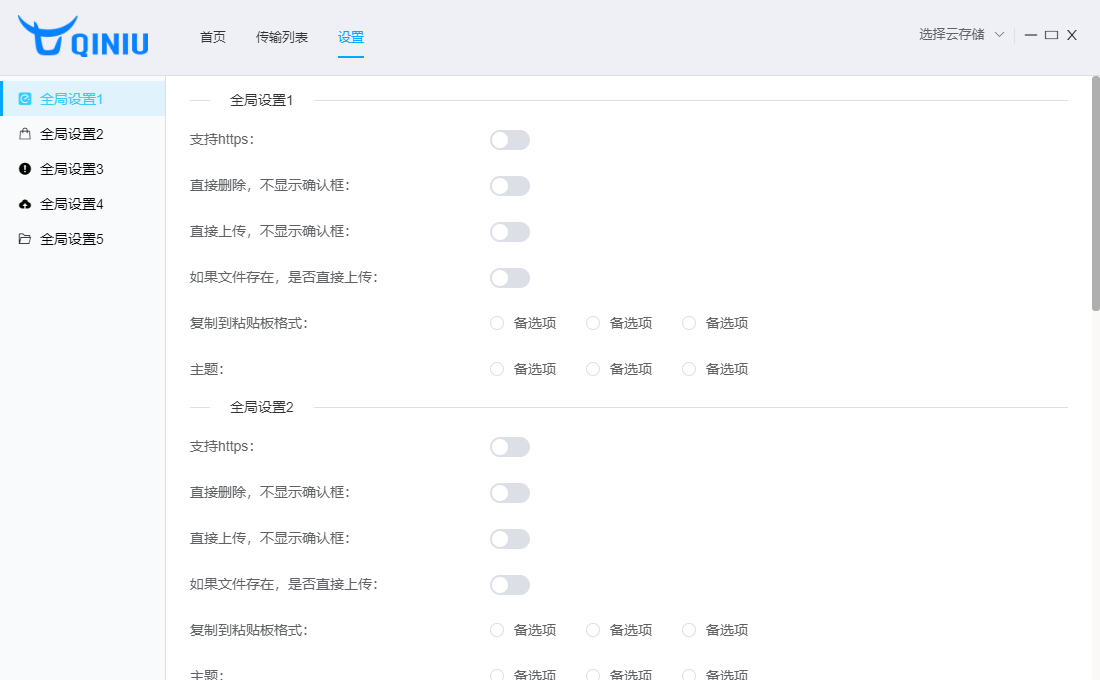 QINIU
首页 传输列表 设置
选择云存储 X
全局设置1
全局设置2
全局设置3
全局设置4
全局设置5
全局设置1
支持https：
直接删除，不显示确认框：
直接上传，不显示确认框：
如果文件存在，是否直接上传：
复制到粘贴板格式： 备选项 备选项 备选项
主题： 备选项 备选项 备选项
全局设置2
支持https：
直接删除，不显示确认框：
直接上传，不显示确认框：
如果文件存在，是否直接上传：
复制到粘贴板格式： 备选项 备选项 备选项
主题： 备选项 备选项 备选项